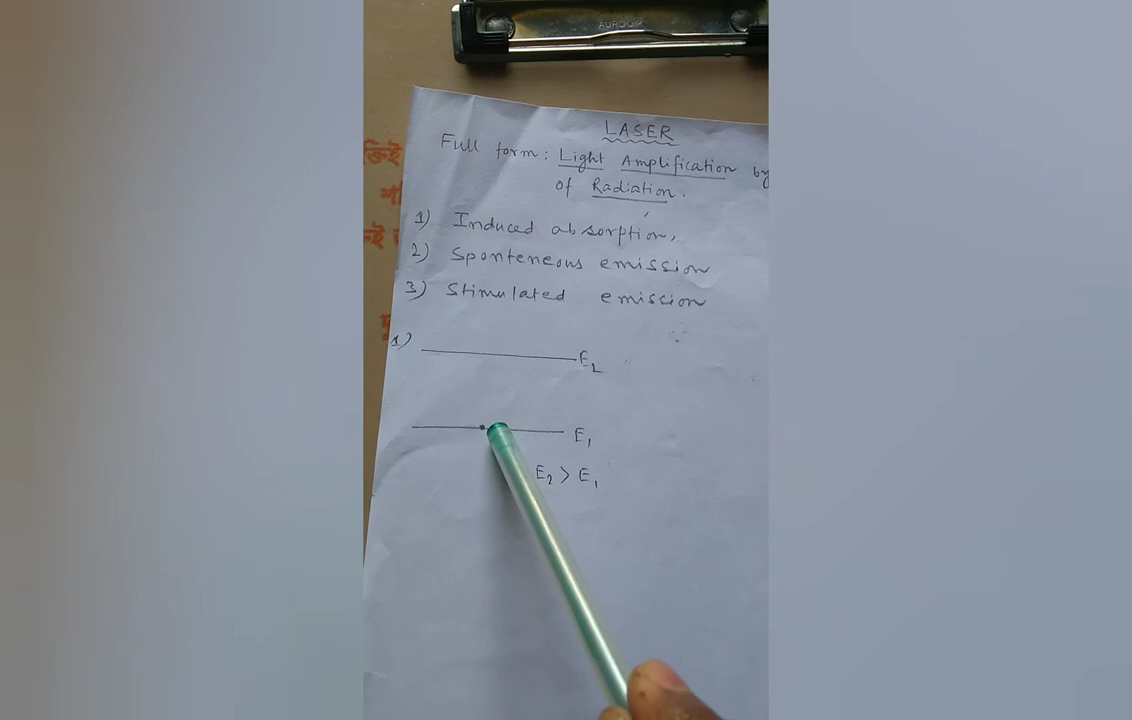 AUROO
LASER
Full form: Light Amplification by
of Radiation.
1) Induced absorption,
2) Sponteneous emission
3) Stimulated emission
1)
E2
E1
E2 > E1